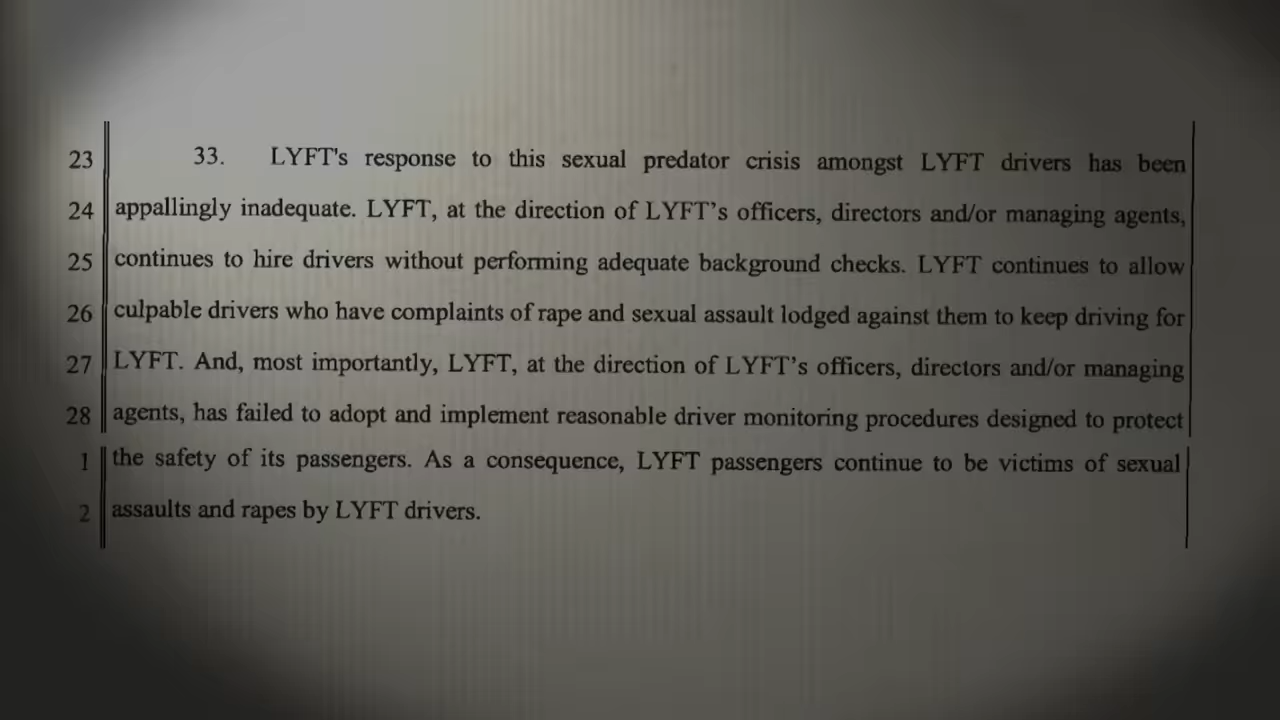 23 33. LYFT's response to this sexual predator crisis amongst LYFT drivers has been
24 appallingly inadequate. LYFT, at the direction of LYFT’s officers, directors and/or managing agents,
25 continues to hire drivers without performing adequate background checks. LYFT continues to allow
26 culpable drivers who have complaints of rape and sexual assault lodged against them to keep driving for
27 LYFT. And, most importantly, LYFT, at the direction of LYFT’s officers, directors and/or managing
28 agents, has failed to adopt and implement reasonable driver monitoring procedures designed to protect
1 the safety of its passengers. As a consequence, LYFT passengers continue to be victims of sexual
2 assaults and rapes by LYFT drivers.